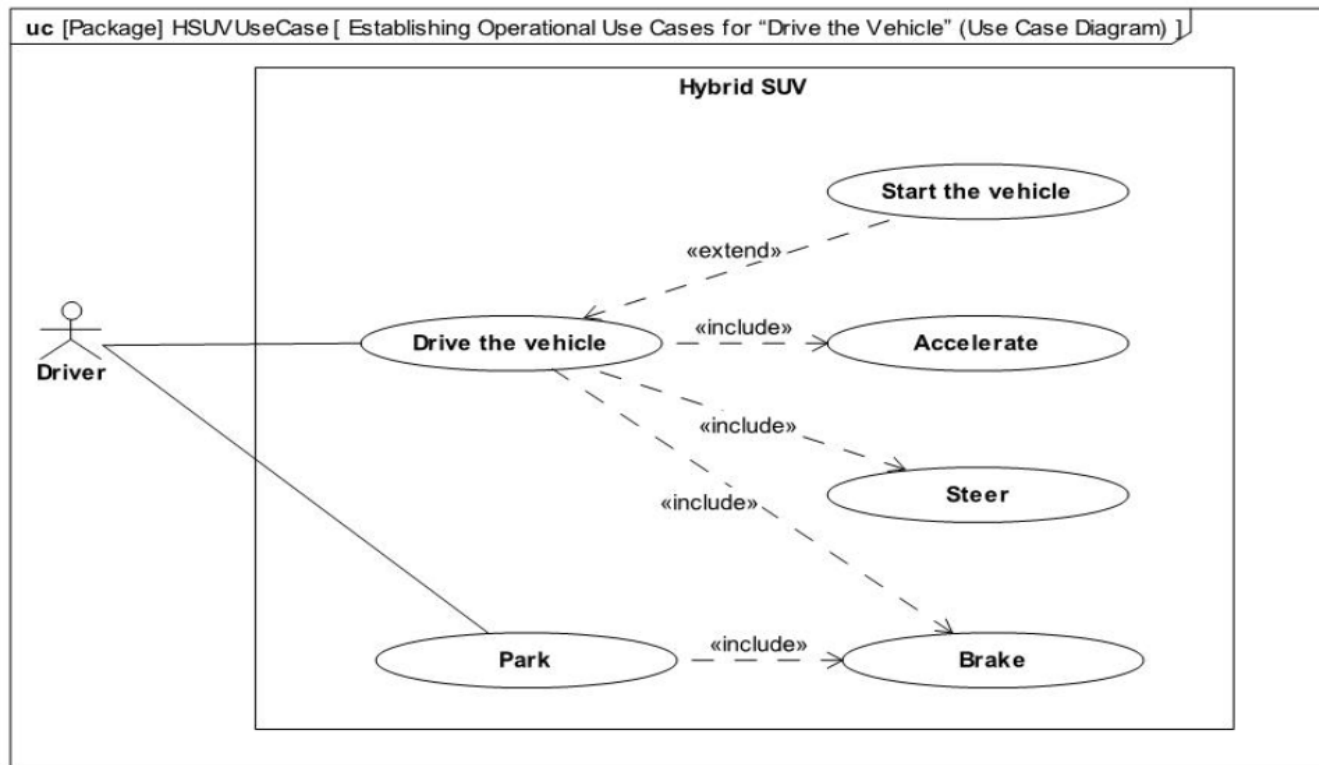 uc [Package] HSUVUseCase [ Establishing Operational Use Cases for “Drive the Vehicle” (Use Case Diagram) ]
Hybrid SUV
Start the vehicle
«extend»
Driver
Drive the vehicle
«include»
Accelerate
«include»
Steer
«include»
Park
«include»
Brake